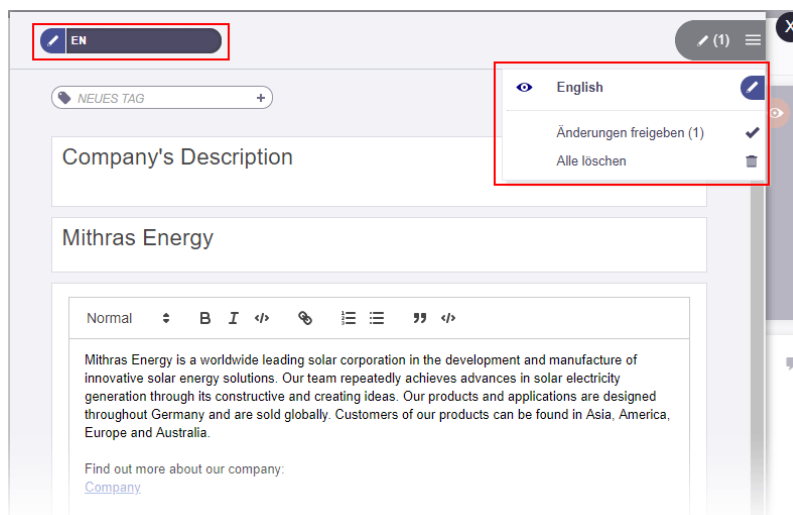 EN
(1)
X
NEUES TAG +
English
Änderungen freigeben (1)
Alle löschen
Company's Description
Mithras Energy
Normal B I </> </>
Mithras Energy is a worldwide leading solar corporation in the development and manufacture of
innovative solar energy solutions. Our team repeatedly achieves advances in solar electricity
generation through its constructive and creating ideas. Our products and applications are designed
throughout Germany and are sold globally. Customers of our products can be found in Asia, America,
Europe and Australia.
Find out more about our company:
Company